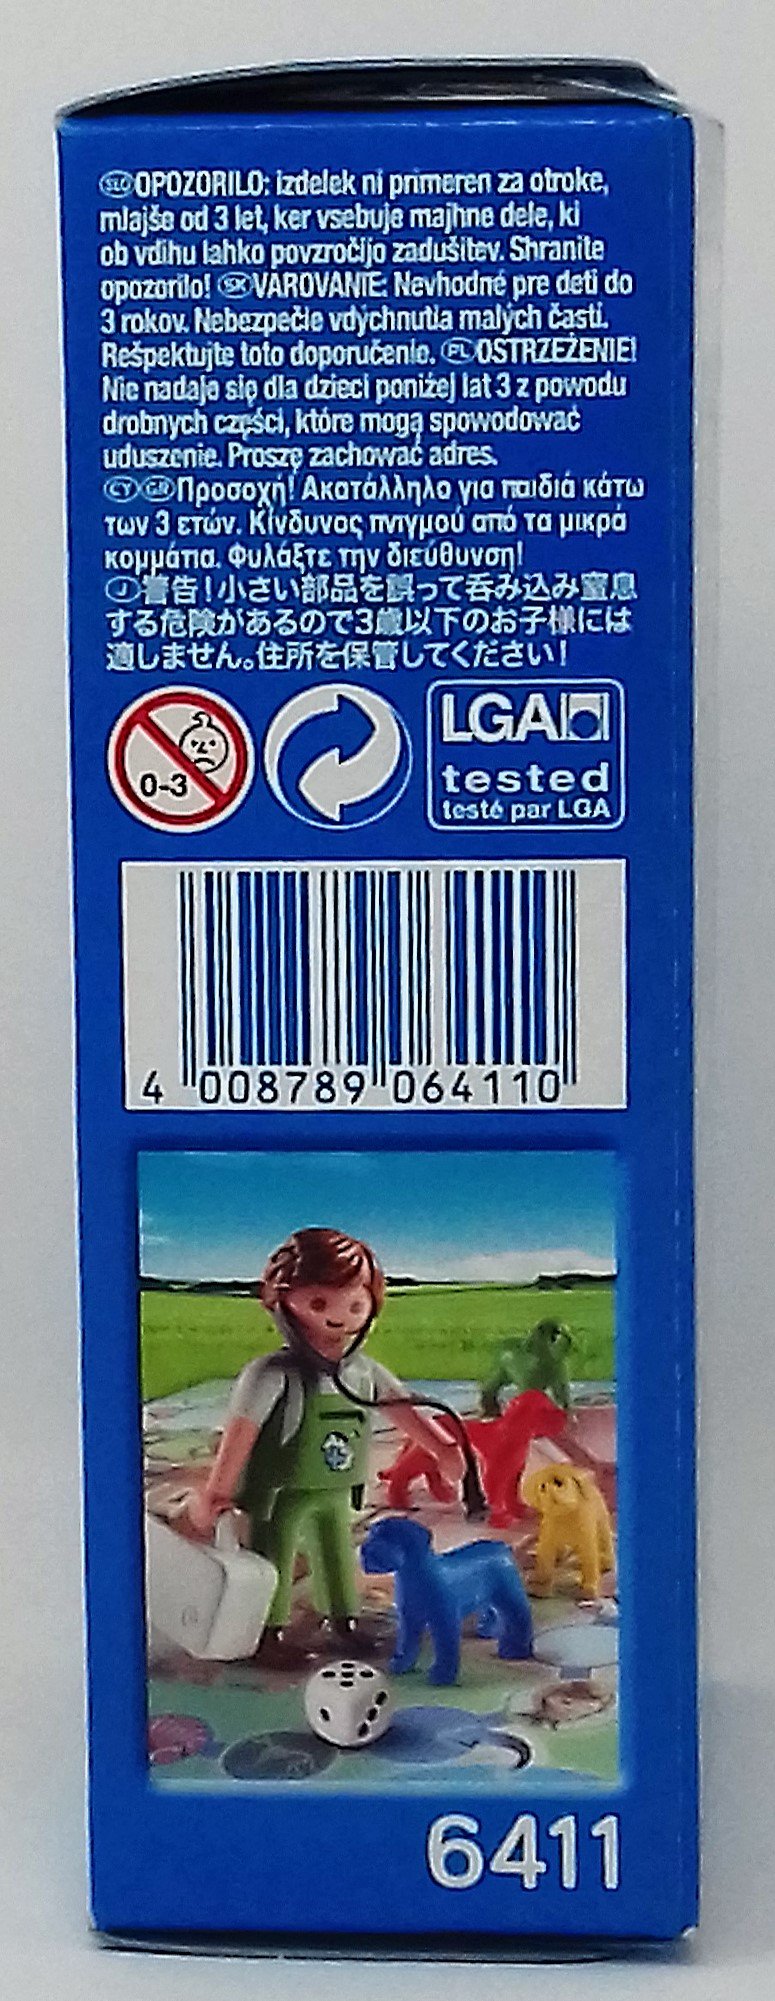 SLO OPOZORILO: izdelek ni primeren za otroke,
mlajše od 3 let, ker vsebuje majhne dele, ki
ob vdihu lahko povzročijo zadušitev. Shranite
opozorilo! SK VAROVANIE: Nevhodné pre deti do
3 rokov. Nebezpečie vdýchnutia malých častí.
Rešpektujte toto doporučenie. PL OSTRZEŻENIE!
Nie nadaje się dla dzieci poniżej lat 3 z powodu
drobnych części, które mogą spowodować
uduszenie. Proszę zachować adres.
CY GR Προσοχή! Ακατάλληλο για παιδιά κάτω
των 3 ετών. Κίνδυνος πνιγμού από τα μικρά
κομμάτια. Φυλάξτε την διεύθυνση!
J 警告!小さい部品を誤って呑み込み窒息
する危険があるので3歳以下のお子様には
適しません。住所を保管してください!
0-3
LGA
tested
testé par LGA
4 008789 064110
6411